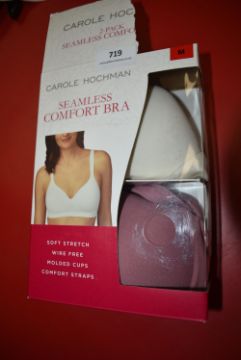 CAROLE HOCHM
2-PACK
SEAMLESS COMFO
719
M
CAROLE HOCHMAN
SEAMLESS
COMFORT BRA
SOFT STRETCH
WIRE FREE
MOLDED CUPS
COMFORT STRAPS